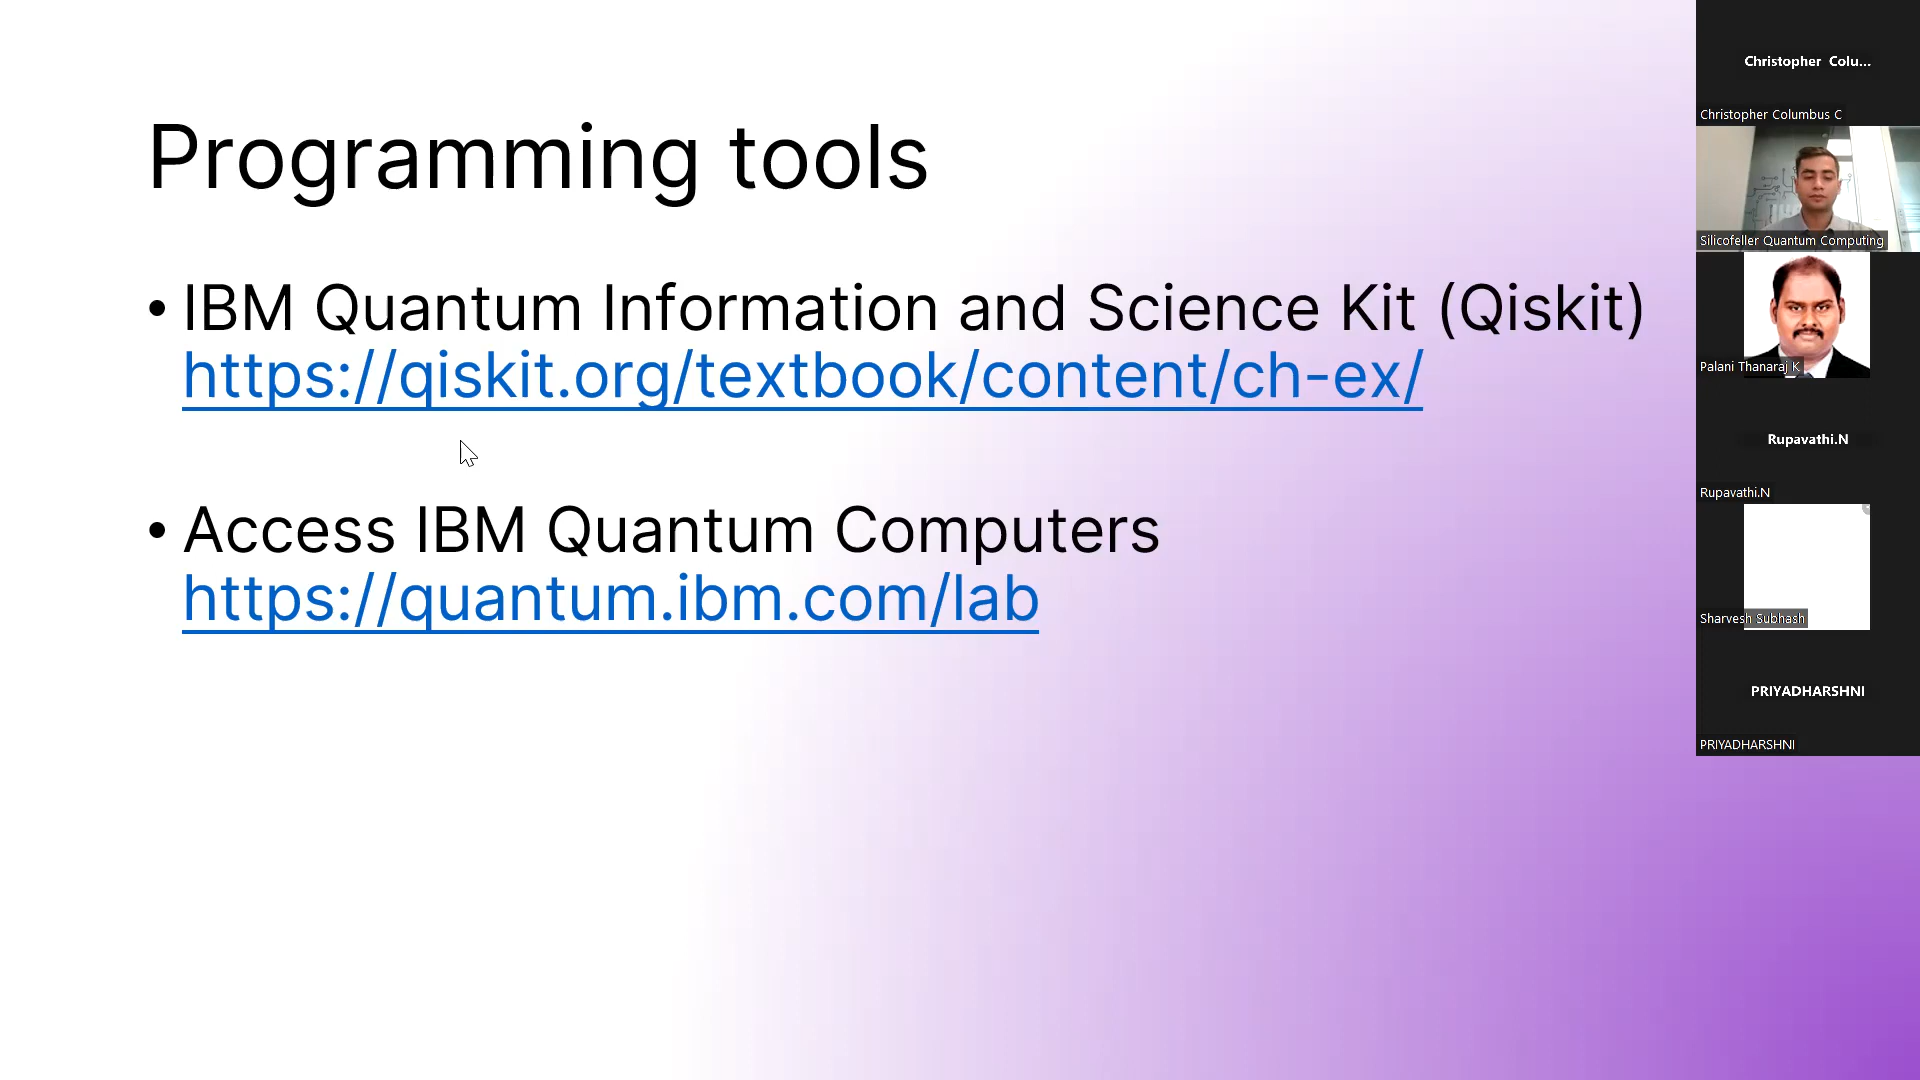 Programming tools
• IBM Quantum Information and Science Kit (Qiskit)
https://qiskit.org/textbook/content/ch-ex/
• Access IBM Quantum Computers
https://quantum.ibm.com/lab
Christopher Colu...
Christopher Columbus C
Silicofeller Quantum Computing
Palani Thanaraj K
Rupavathi.N
Rupavathi.N
Sharvesh Subhash
PRIYADHARSHNI
PRIYADHARSHNI